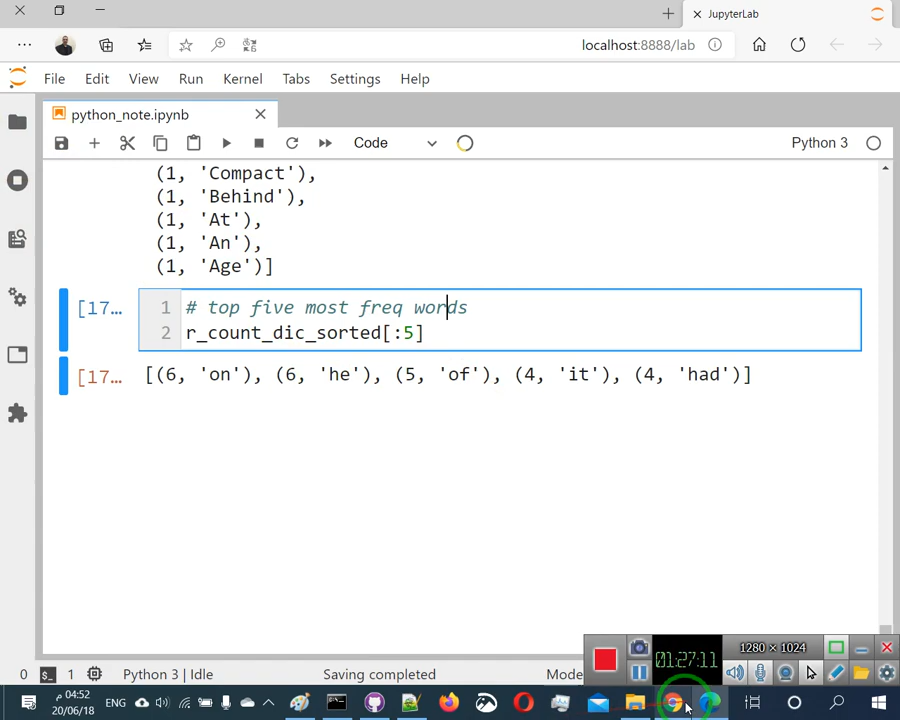 JupyterLab
localhost:8888/lab
File Edit View Run Kernel Tabs Settings Help
python_note.ipynb
Code
Python 3
(1, 'Compact'),
(1, 'Behind'),
(1, 'At'),
(1, 'An'),
(1, 'Age')]
[17…
1 # top five most freq words
2 r_count_dic_sorted[:5]
[17…
[(6, 'on'), (6, 'he'), (5, 'of'), (4, 'it'), (4, 'had')]
1280 × 1024
01:27:11
0 1 Python 3 | Idle Saving completed Mode
04:52 م
ENG
20/06/18